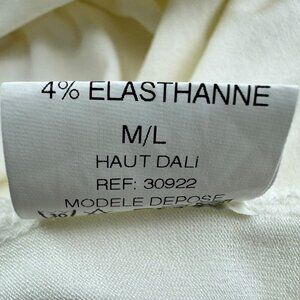 4% ELASTHANNE
M/L
HAUT DALi
REF: 30922
MODELE DEPOSE